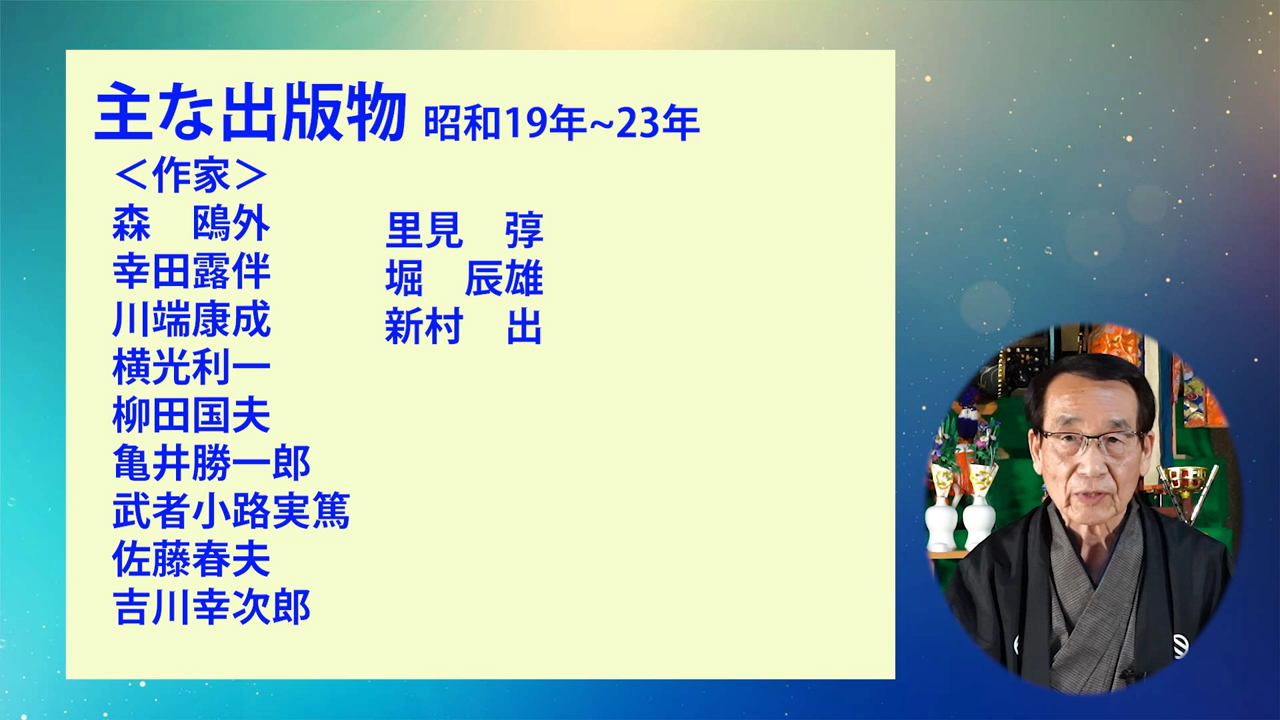 主な出版物 昭和19年~23年
＜作家＞
森　鴎外
幸田露伴
川端康成
横光利一
柳田国夫
亀井勝一郎
武者小路実篤
佐藤春夫
吉川幸次郎
里見　弴
堀　辰雄
新村　出